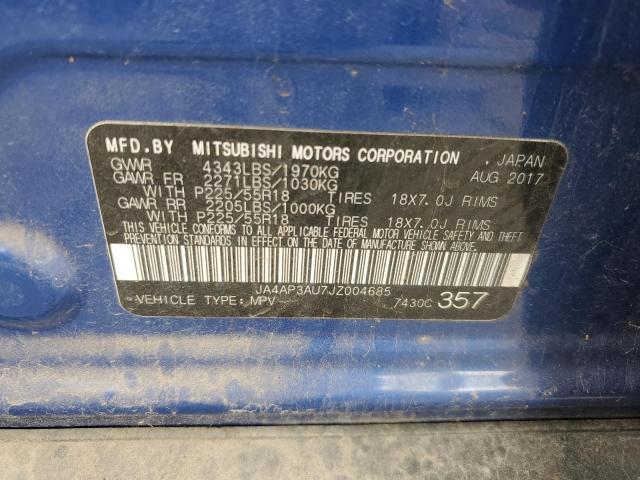 MFD.BY MITSUBISHI MOTORS CORPORATION . JAPAN
GVWR 4343LBS/1970KG AUG 2017
GAWR FR 2271LBS/1030KG
WITH P225/55R18 TIRES 18X7.0J RIMS
GAWR RR 2205LBS/1000KG
WITH P225/55R18 TIRES 18X7.0J RIMS
THIS VEHICLE CONFORMS TO ALL APPLICABLE FEDERAL MOTOR VEHICLE SAFETY AND THEFT
PREVENTION STANDARDS IN EFFECT ON THE DATE OF MANUFACTURE SHOWN ABOVE.
JA4AP3AU7JZ004685
VEHICLE TYPE: MPV 7430C 357